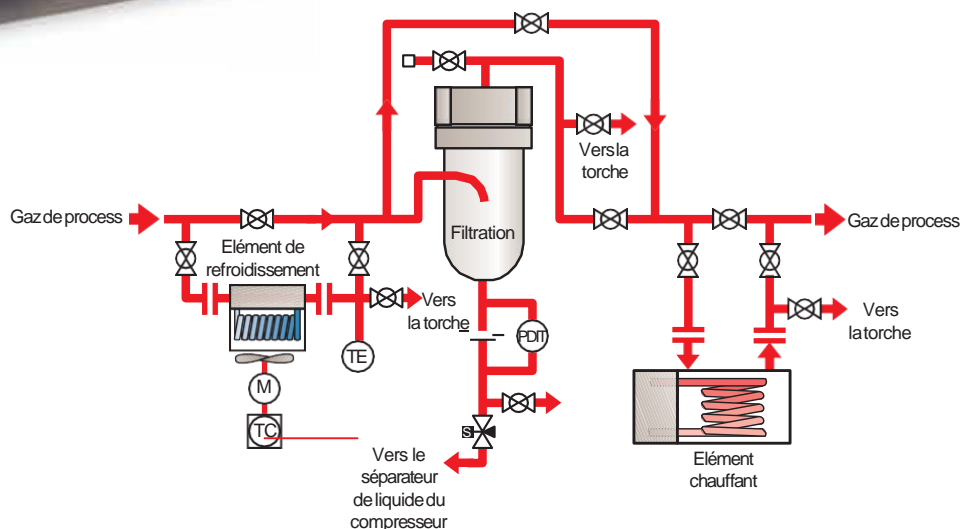 Vers la
torche
Gaz de process
Filtration
Gaz de process
Elément de
refroidissement
Vers
la torche
Vers
la torche
PDIT
TE
M
S
TC
Vers le
séparateur
de liquide du
compresseur
Elément
chauffant